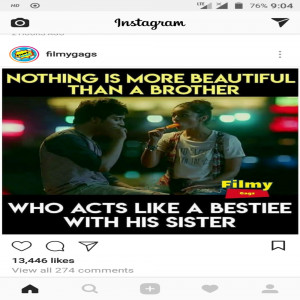 76% 9:04
Instagram
filmygags
NOTHING IS MORE BEAUTIFUL
THAN A BROTHER
Filmy
Gags
WHO ACTS LIKE A BESTIEE
WITH HIS SISTER
13,446 likes
View all 274 comments